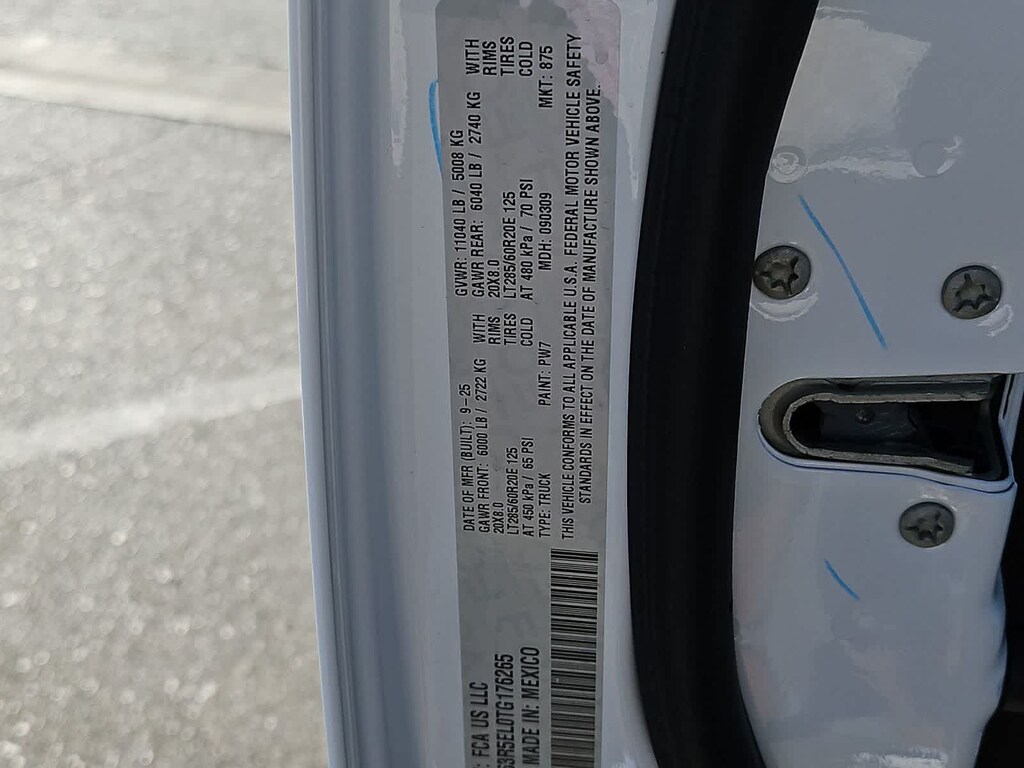 : FCA US LLC
63R5EL0TG176265
MADE IN: MEXICO
DATE OF MFR (BUILT): 9-25
GVWR: 11040 LB / 5008 KG
GAWR FRONT: 6000 LB / 2722 KG WITH
GAWR REAR: 6040 LB / 2740 KG WITH
20X8.0 RIMS
20X8.0 RIMS
LT285/60R20E 125 TIRES
LT285/60R20E 125 TIRES
AT 450 kPa / 65 PSI COLD
AT 480 kPa / 70 PSI COLD
TYPE: TRUCK PAINT: PW7 MDH: 090309 MKT: 875
THIS VEHICLE CONFORMS TO ALL APPLICABLE U.S.A. FEDERAL MOTOR VEHICLE SAFETY
STANDARDS IN EFFECT ON THE DATE OF MANUFACTURE SHOWN ABOVE.